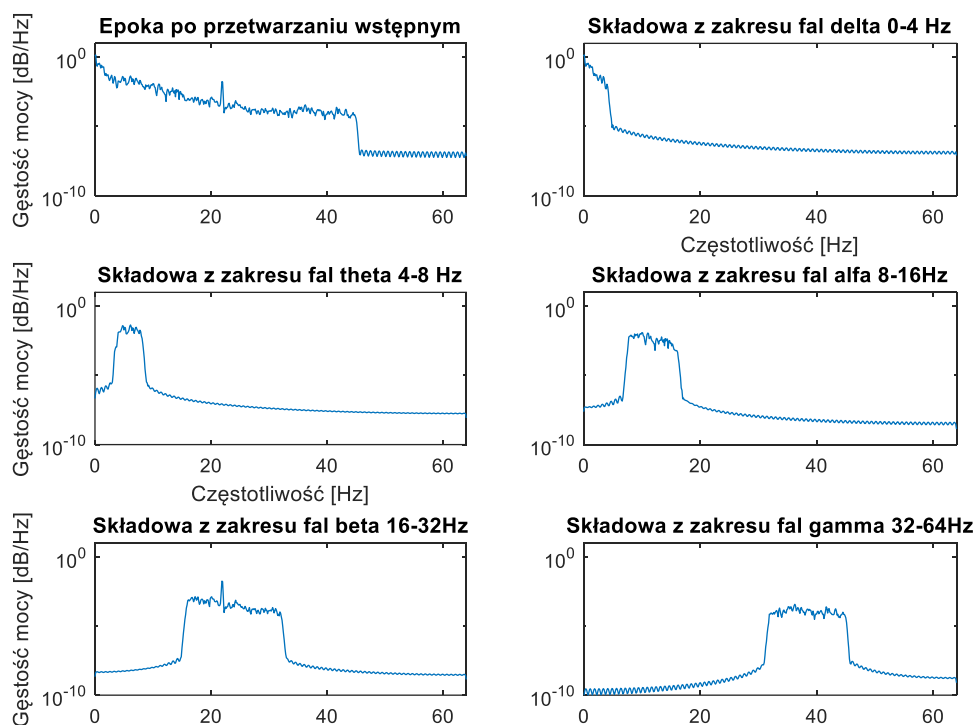 Epoka po przetwarzaniu wstępnym
Składowa z zakresu fal delta 0-4 Hz
Gęstość mocy [dB/Hz]
10^0
10^-10
0 20 40 60
10^0
10^-10
0 20 40 60
Częstotliwość [Hz]
Składowa z zakresu fal theta 4-8 Hz
Składowa z zakresu fal alfa 8-16Hz
Gęstość mocy [dB/Hz]
10^0
10^-10
0 20 40 60
Częstotliwość [Hz]
10^0
10^-10
0 20 40 60
Składowa z zakresu fal beta 16-32Hz
Składowa z zakresu fal gamma 32-64Hz
Gęstość mocy [dB/Hz]
10^0
10^-10
0 20 40 60
10^0
10^-10
0 20 40 60